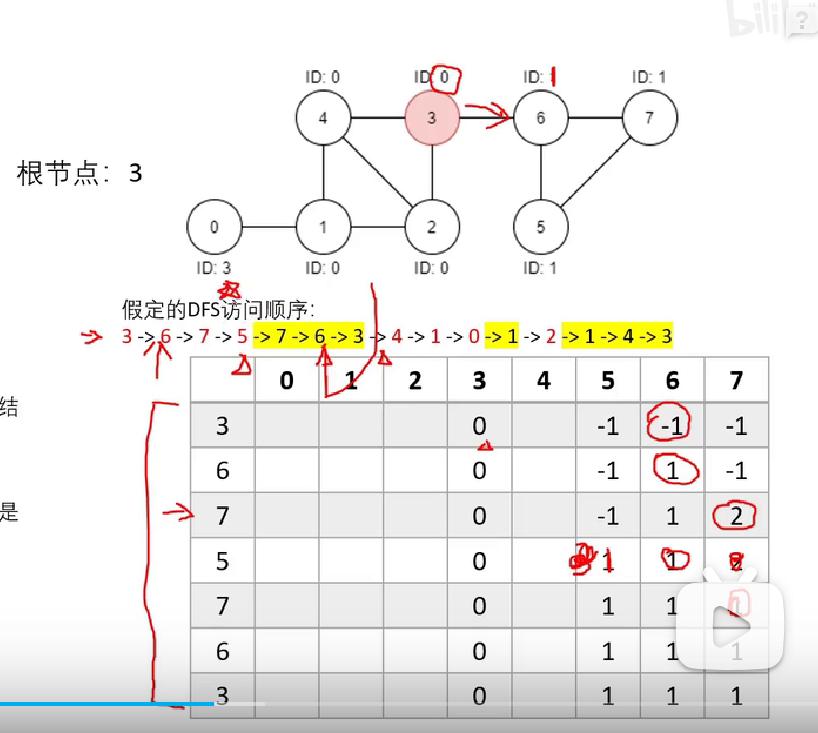 bili
?
ID: 0 ID: 0 ID: 1 ID: 1
4 3 6 7
根节点：3
0 1 2 5
ID: 3 ID: 0 ID: 0 ID: 1
假定的DFS访问顺序：
3 -> 6 -> 7 -> 5 -> 7 -> 6 -> 3 -> 4 -> 1 -> 0 -> 1 -> 2 -> 1 -> 4 -> 3
0 1 2 3 4 5 6 7
结
3 0 -1 -1 -1
6 0 -1 1 -1
是
7 0 -1 1 2
5 0 1 1
7 0 1 1 1
6 0 1 1 1
3 0 1 1 1